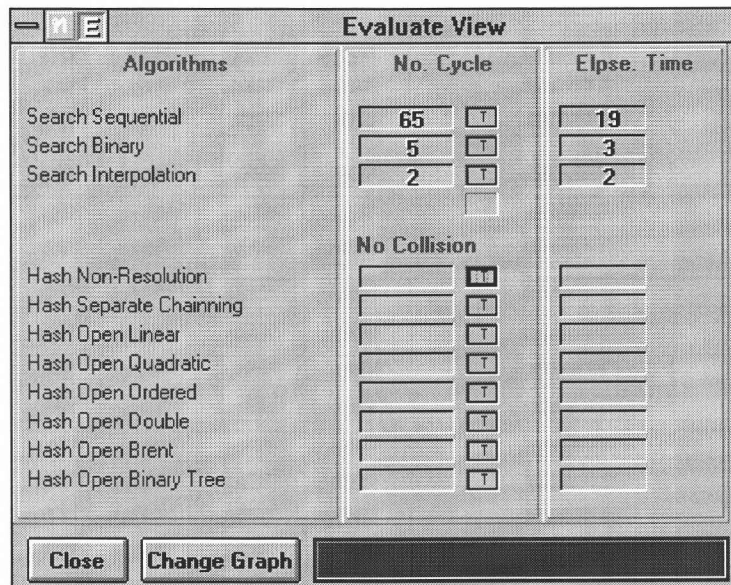 n E Evaluate View
Algorithms No. Cycle Elpse. Time
Search Sequential 65 T 19
Search Binary 5 T 3
Search Interpolation 2 T 2
No Collision
Hash Non-Resolution T
Hash Separate Chainning T
Hash Open Linear T
Hash Open Quadratic T
Hash Open Ordered T
Hash Open Double T
Hash Open Brent T
Hash Open Binary Tree T
Close Change Graph